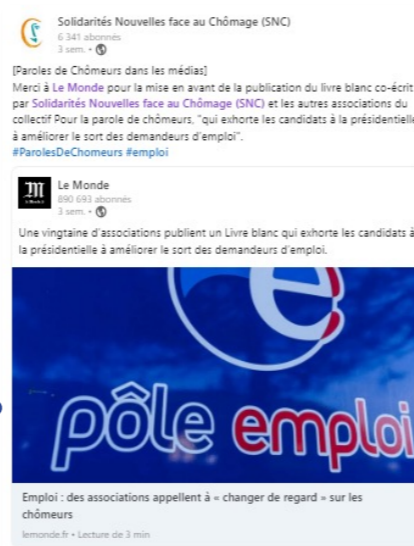 Solidarités Nouvelles face au Chômage (SNC)
6 341 abonnés
3 sem. •
[Paroles de Chômeurs dans les médias]
Merci à Le Monde pour la mise en avant de la publication du livre blanc co-écrit
par Solidarités Nouvelles face au Chômage (SNC) et les autres associations du
collectif Pour la parole de chômeurs, "qui exhorte les candidats à la présidentielle
à améliorer le sort des demandeurs d'emploi".
#ParolesDeChomeurs #emploi
Le Monde
890 693 abonnés
3 sem. •
Une vingtaine d'associations publient un Livre blanc qui exhorte les candidats à
la présidentielle à améliorer le sort des demandeurs d'emploi.
pôle emploi
Emploi : des associations appellent à « changer de regard » sur les
chômeurs
lemonde.fr • Lecture de 3 min